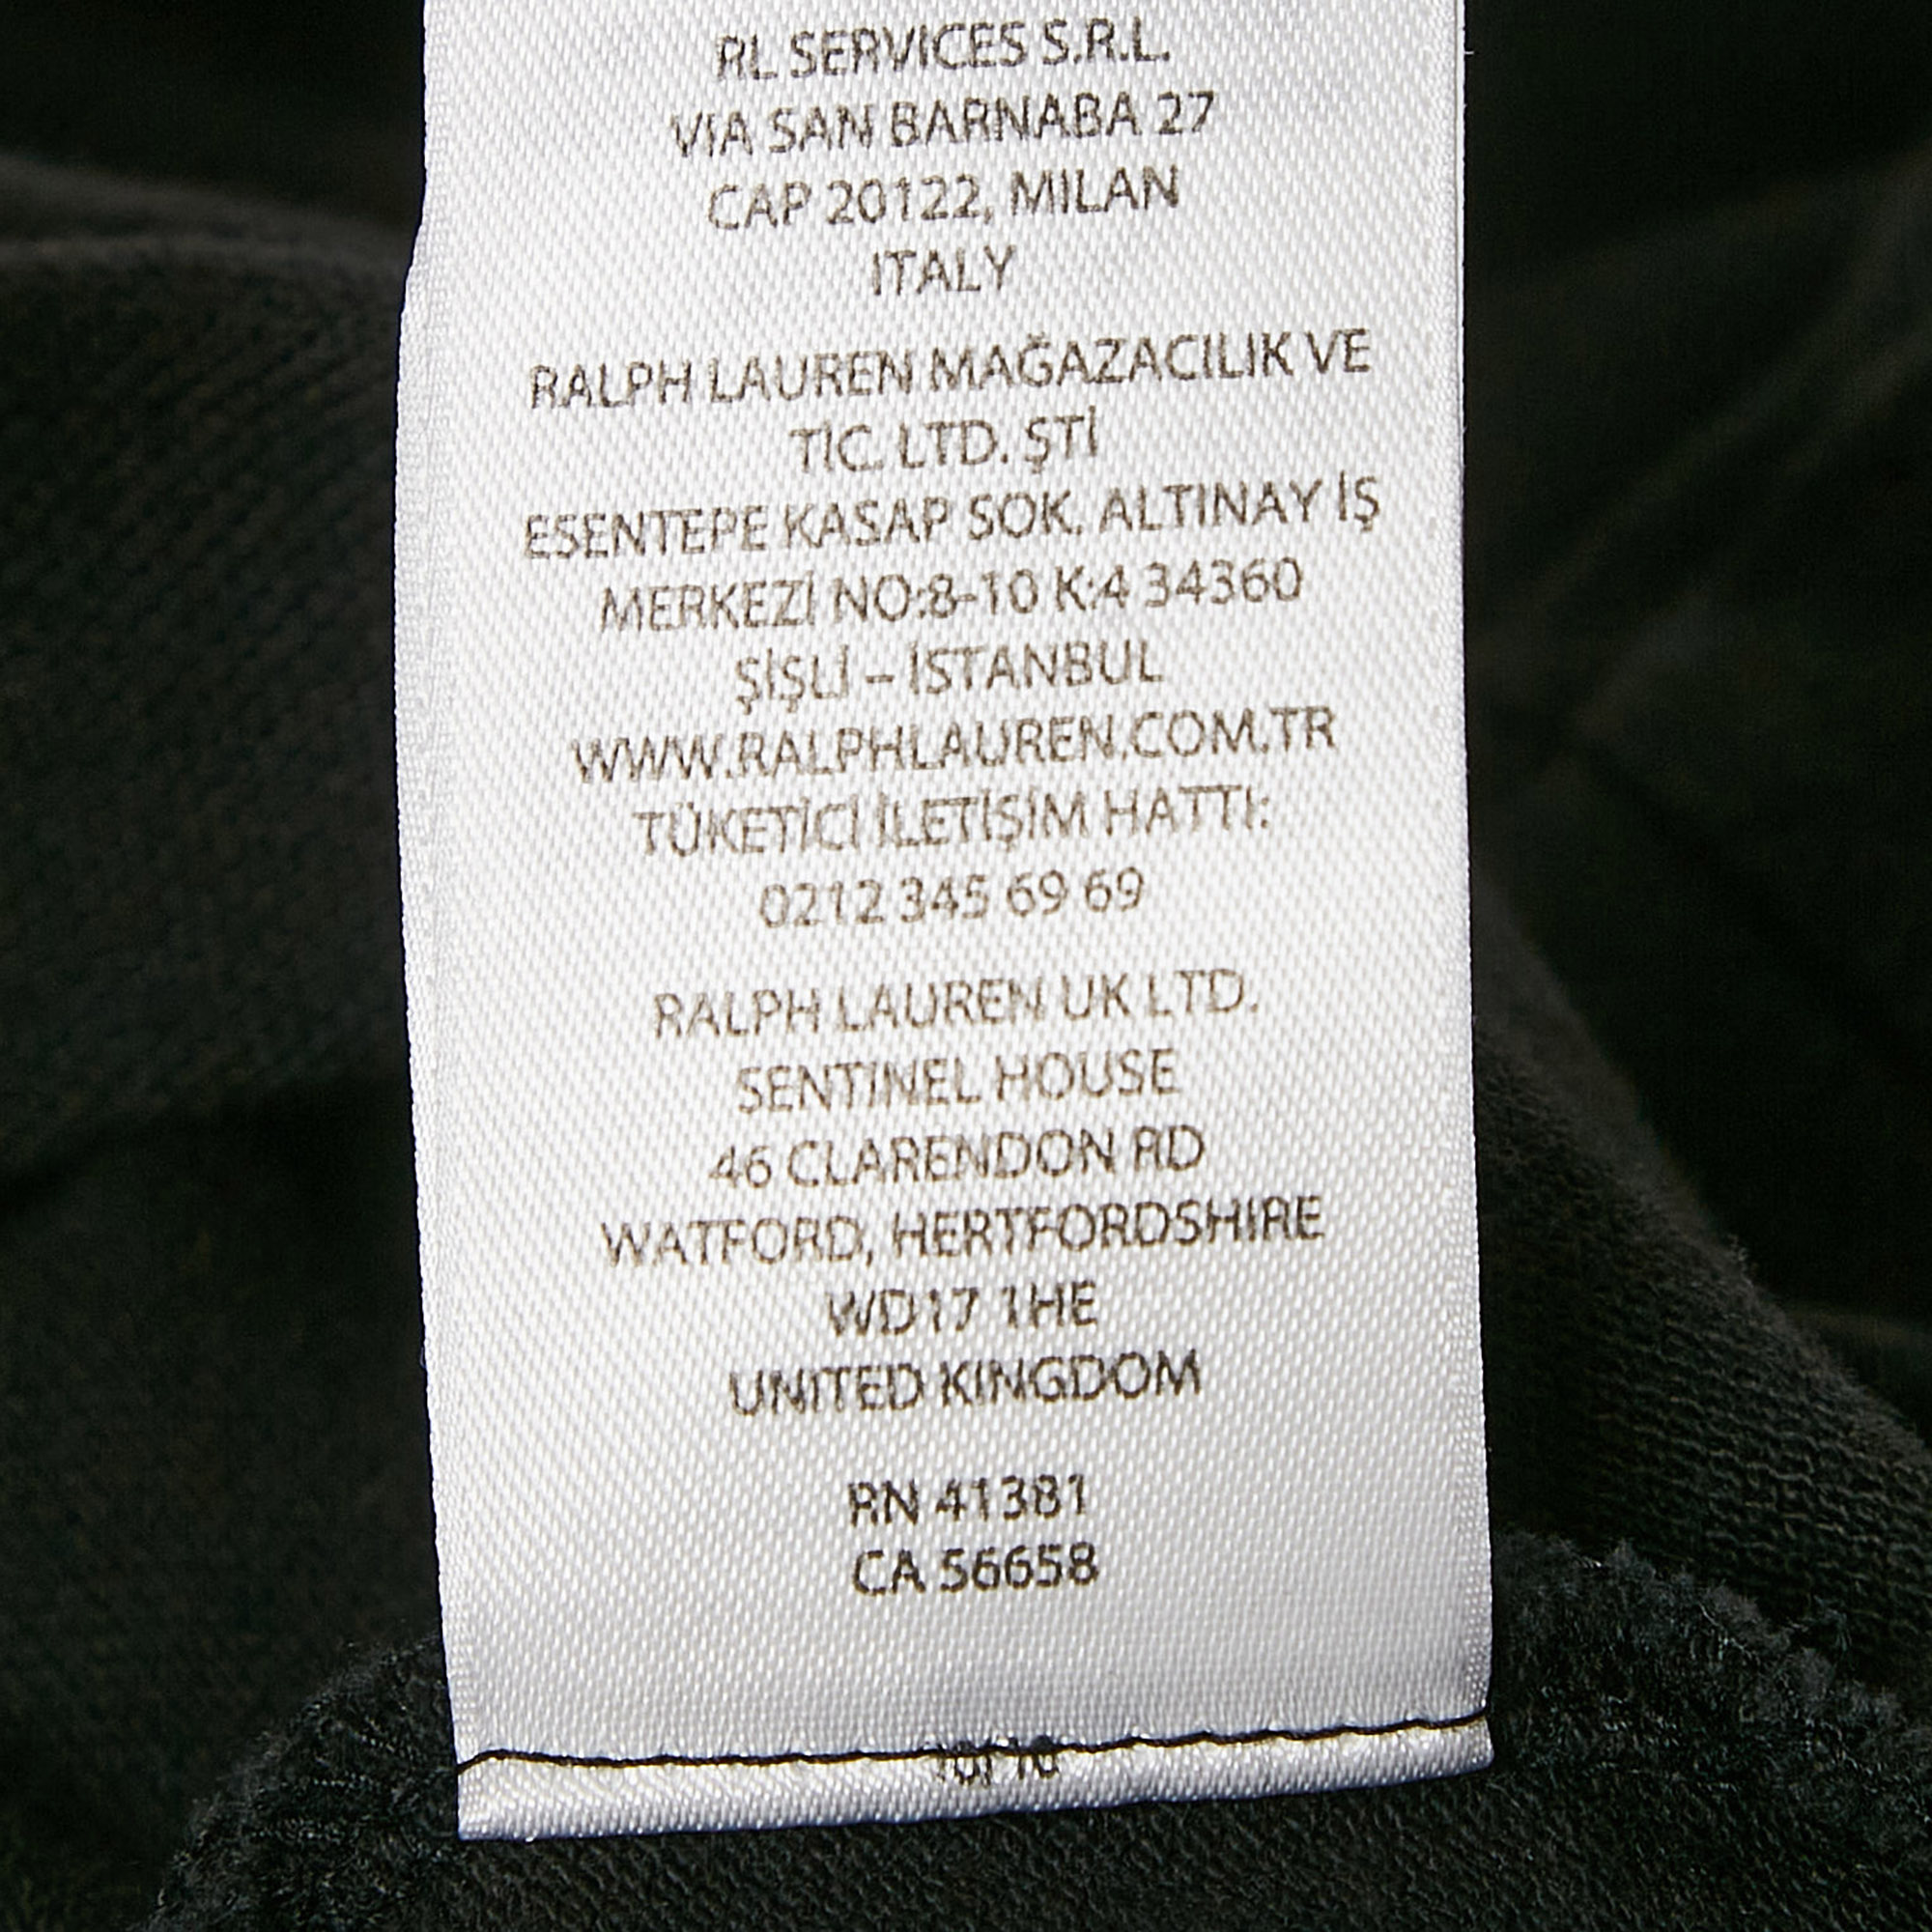 RL SERVICES S.R.L.
VIA SAN BARNABA 27
CAP 20122, MILAN
ITALY
RALPH LAUREN MAĞAZACILIK VE
TİC. LTD. ŞTİ
ESENTEPE KASAP SOK. ALTINAY İŞ
MERKEZİ NO:8-10 K:4 34360
ŞİŞLİ – İSTANBUL
WWW.RALPHLAUREN.COM.TR
TÜKETİCİ İLETİŞİM HATTI:
0212 345 69 69
RALPH LAUREN UK LTD.
SENTINEL HOUSE
46 CLARENDON RD
WATFORD, HERTFORDSHIRE
WD17 1HE
UNITED KINGDOM
RN 41381
CA 56658